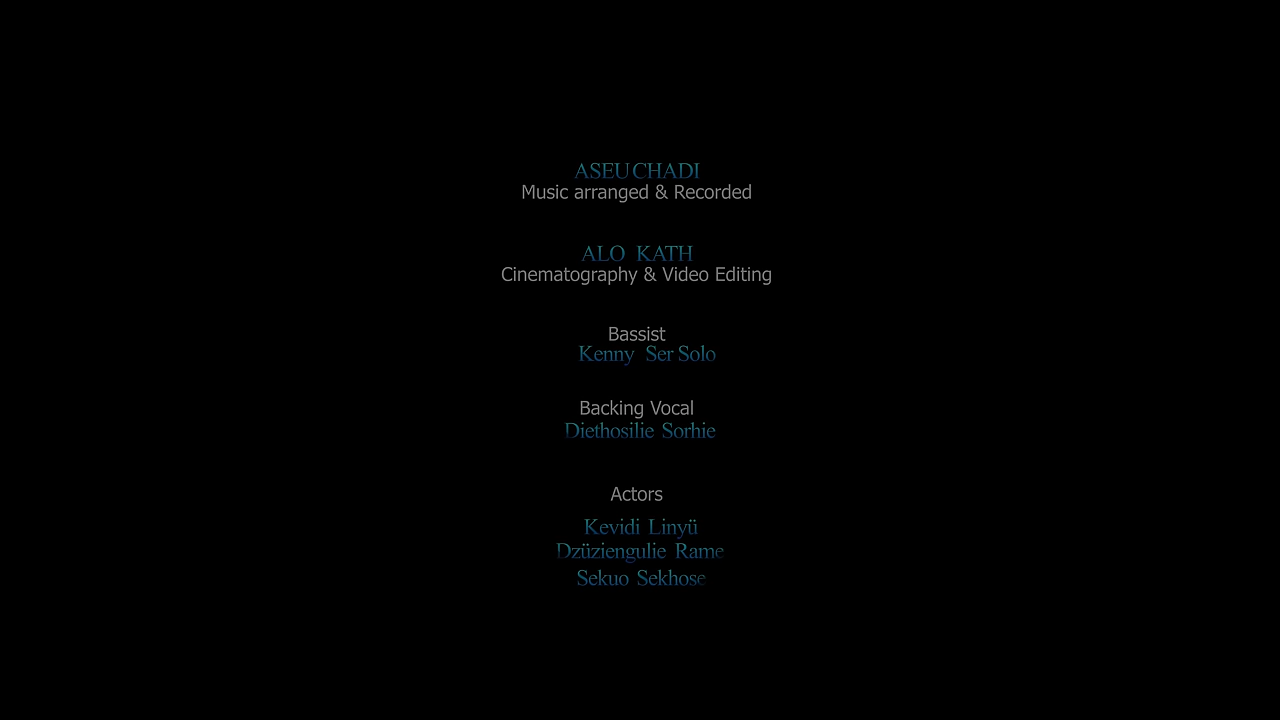 ASEU CHADI
Music arranged & Recorded
ALO KATH
Cinematography & Video Editing
Bassist
Kenny Ser Solo
Backing Vocal
Diethosilie Sorhie
Actors
Kevidi Linyü
Dzüziengulie Rame
Sekuo Sekhose